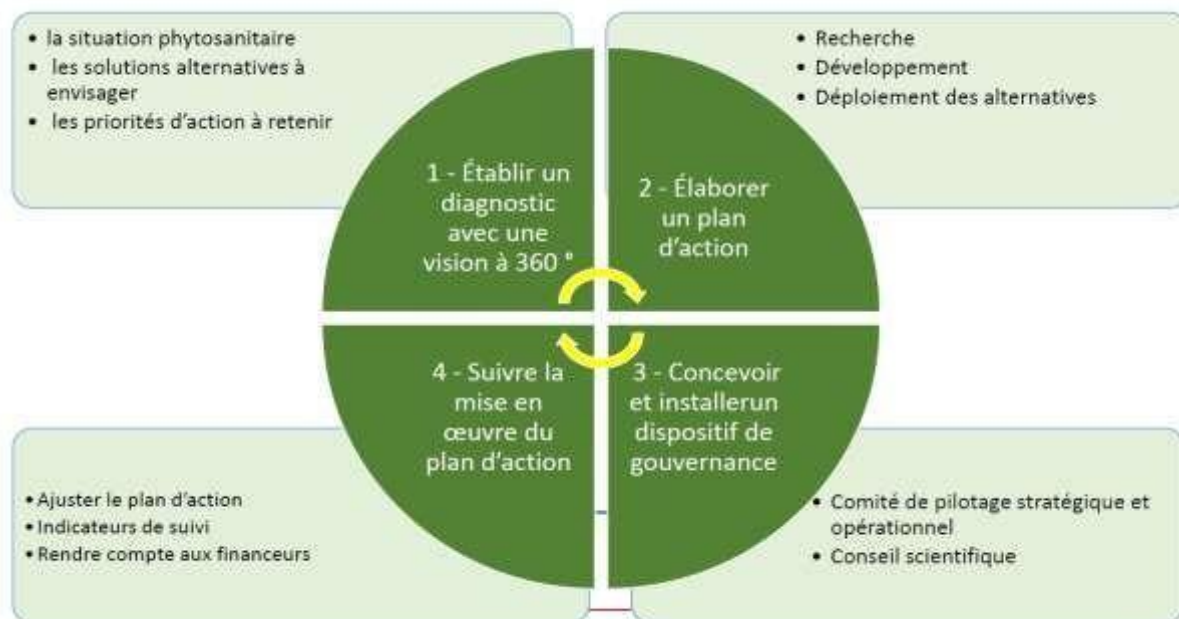 • la situation phytosanitaire
• les solutions alternatives à
envisager
• les priorités d'action à retenir
1 - Établir un
diagnostic
avec une
vision à 360 °
• Recherche
• Développement
• Déploiement des alternatives
2 - Élaborer
un plan
d'action
3 - Concevoir
et installerun
dispositif de
gouvernance
• Comité de pilotage stratégique et
opérationnel
• Conseil scientifique
4 - Suivre la
mise en
œuvre du
plan d'action
• Ajuster le plan d'action
• Indicateurs de suivi
• Rendre compte aux financeurs